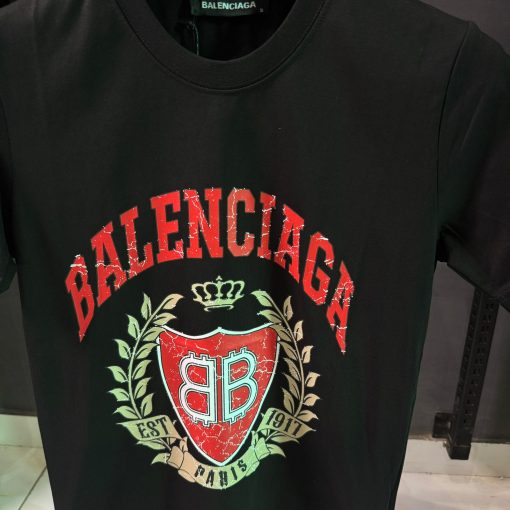 BALENCIAGA
BALENCIAGA
BB
EST 1917
PARIS